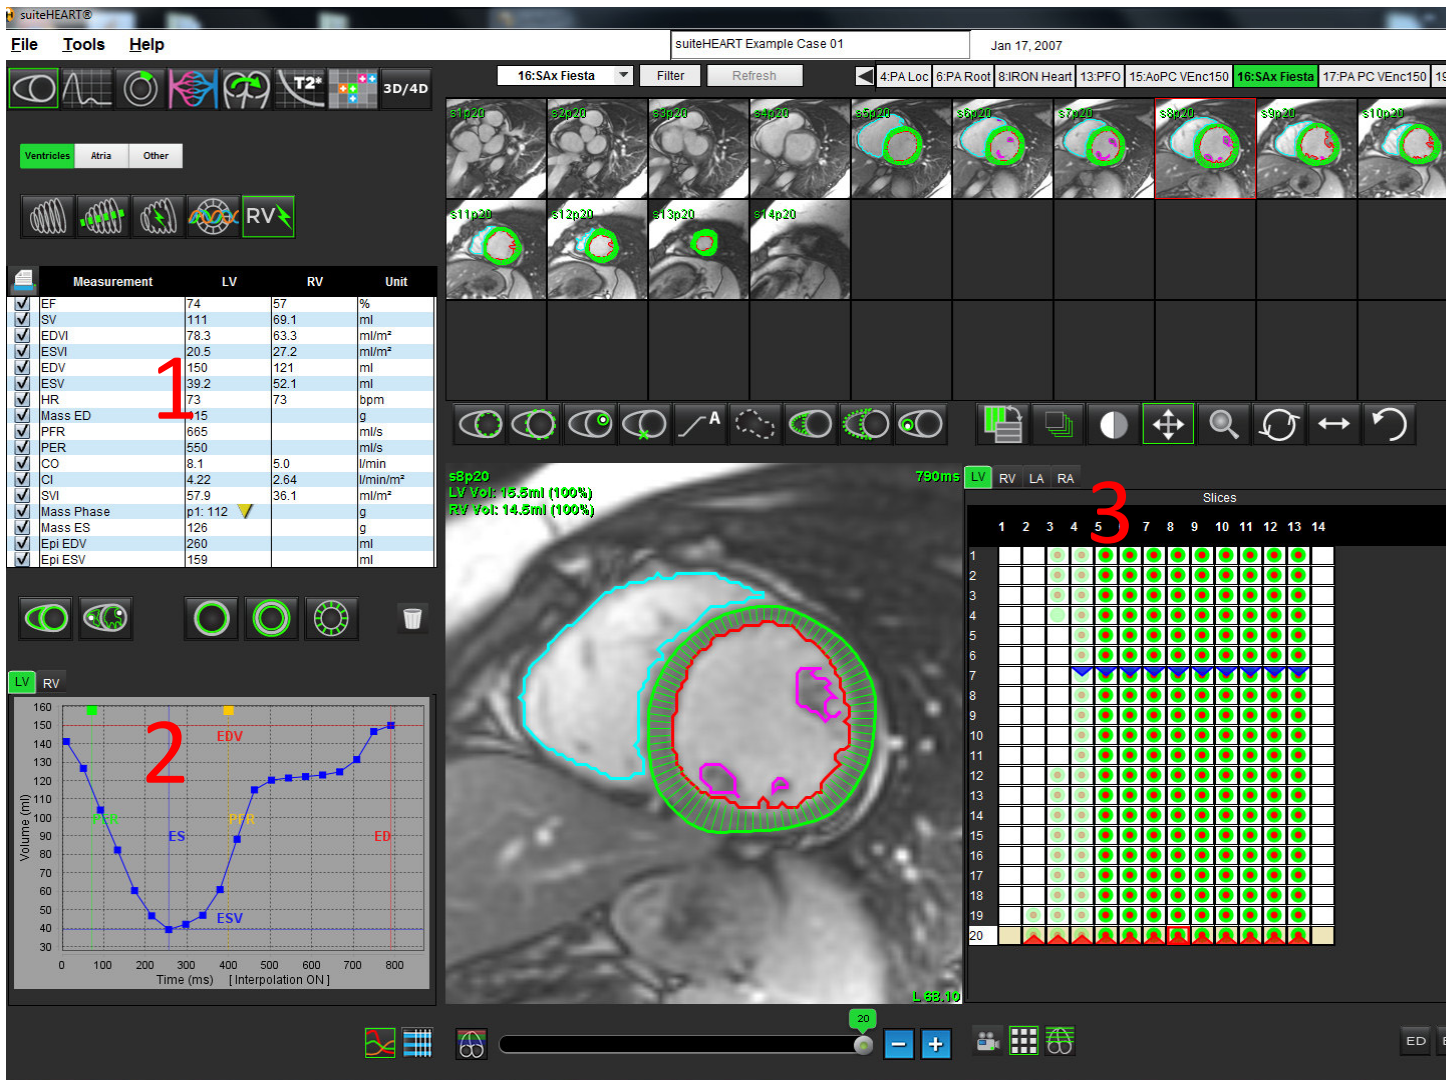 suiteHEART®
File Tools Help
suiteHEART Example Case 01
Jan 17, 2007
T2* 3D/4D
16:SAx Fiesta Filter Refresh
4:PA Loc 6:PA Root 8:IRON Heart 13:PFO 15:AoPC VEnc150 16:SAx Fiesta 17:PA PC VEnc150 19
s1p20 s2p20 s3p20 s4p20 s5p20 s6p20 s7p20 s8p20 s9p20 s10p20
Ventricles Atria Other
RV
s11p20 s12p20 s13p20 s14p20
Measurement LV RV Unit
EF 74 57 %
SV 111 69.1 ml
EDVI 78.3 63.3 ml/m²
ESVI 20.5 27.2 ml/m²
EDV 150 121 ml
ESV 39.2 52.1 ml
HR 73 73 bpm
Mass ED g
PFR 665 ml/s
PER 550 ml/s
CO 8.1 5.0 l/min
CI 4.22 2.64 l/min/m²
SVI 57.9 36.1 ml/m²
Mass Phase p1: 112 g
Mass ES 126 g
Epi EDV 260 ml
Epi ESV 159 ml
1
A
s8p20 790ms
LV Vol: 15.5ml (100%)
RV Vol: 14.5ml (100%)
L 68.10
LV RV LA RA
3
Slices
1 2 3 4 5 7 8 9 10 11 12 13 14
1
2
3
4
5
6
7
8
9
10
11
12
13
14
15
16
17
18
19
20
LV RV
2
160
150
140
130
120
110
100
90
80
70
60
50
40
30
Volume (ml)
EDV
PER PFR
ES ED
ESV
0 100 200 300 400 500 600 700 800
Time (ms) [ Interpolation ON ]
20
- +
ED